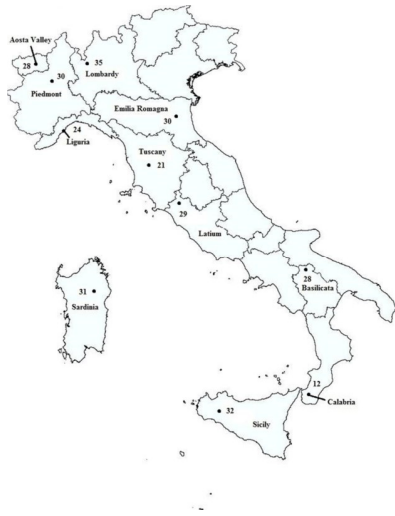 Aosta Valley
28
35
Lombardy
30
Piedmont
Emilia Romagna
30
24
Liguria
Tuscany
21
29
Latium
28
Basilicata
31
Sardinia
12
Calabria
32
Sicily